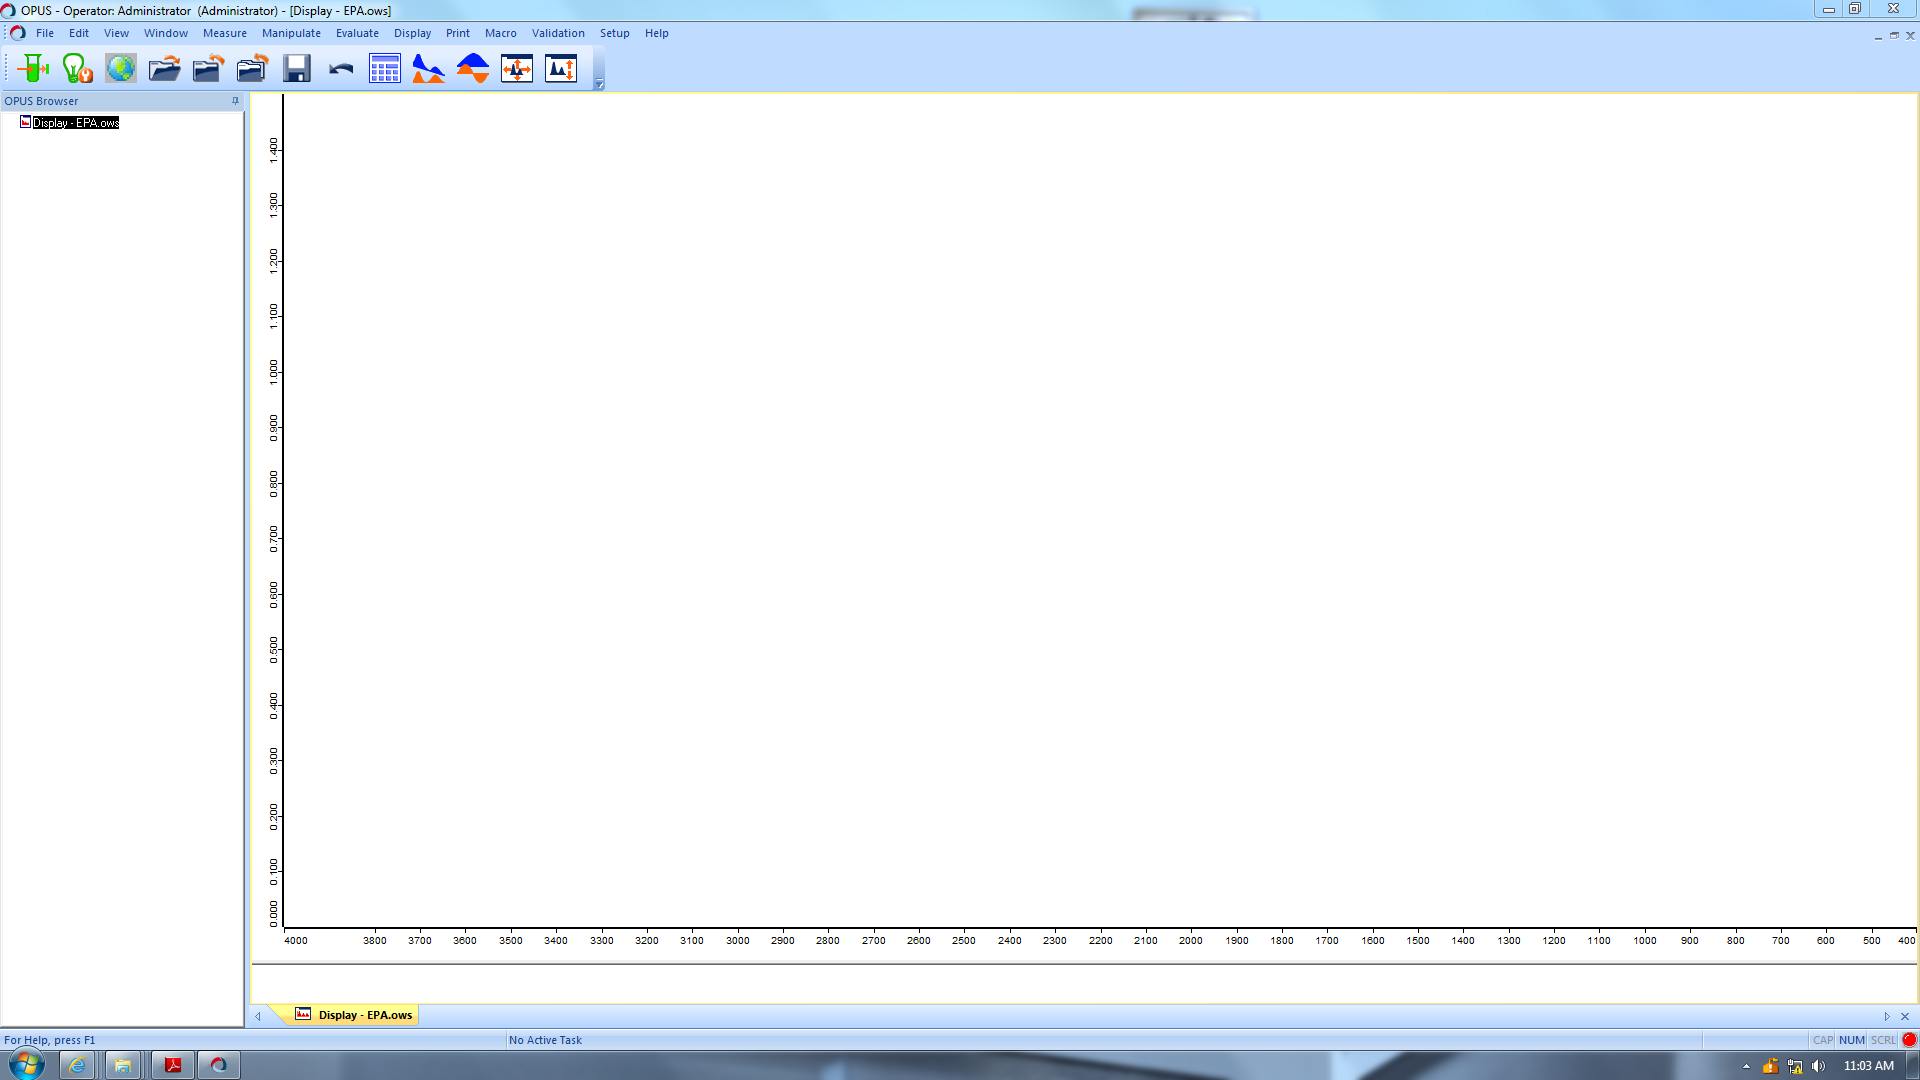 OPUS - Operator: Administrator (Administrator) - [Display - EPA.ows]
File Edit View Window Measure Manipulate Evaluate Display Print Macro Validation Setup Help
OPUS Browser
Display - EPA.ows
1.400
1.300
1.200
1.100
1.000
0.900
0.800
0.700
0.600
0.500
0.400
0.300
0.200
0.100
0.000
4000 3800 3700 3600 3500 3400 3300 3200 3100 3000 2900 2800 2700 2600 2500 2400 2300 2200 2100 2000 1900 1800 1700 1600 1500 1400 1300 1200 1100 1000 900 800 700 600 500 400
Display - EPA.ows
For Help, press F1 No Active Task CAP NUM SCRL
11:03 AM